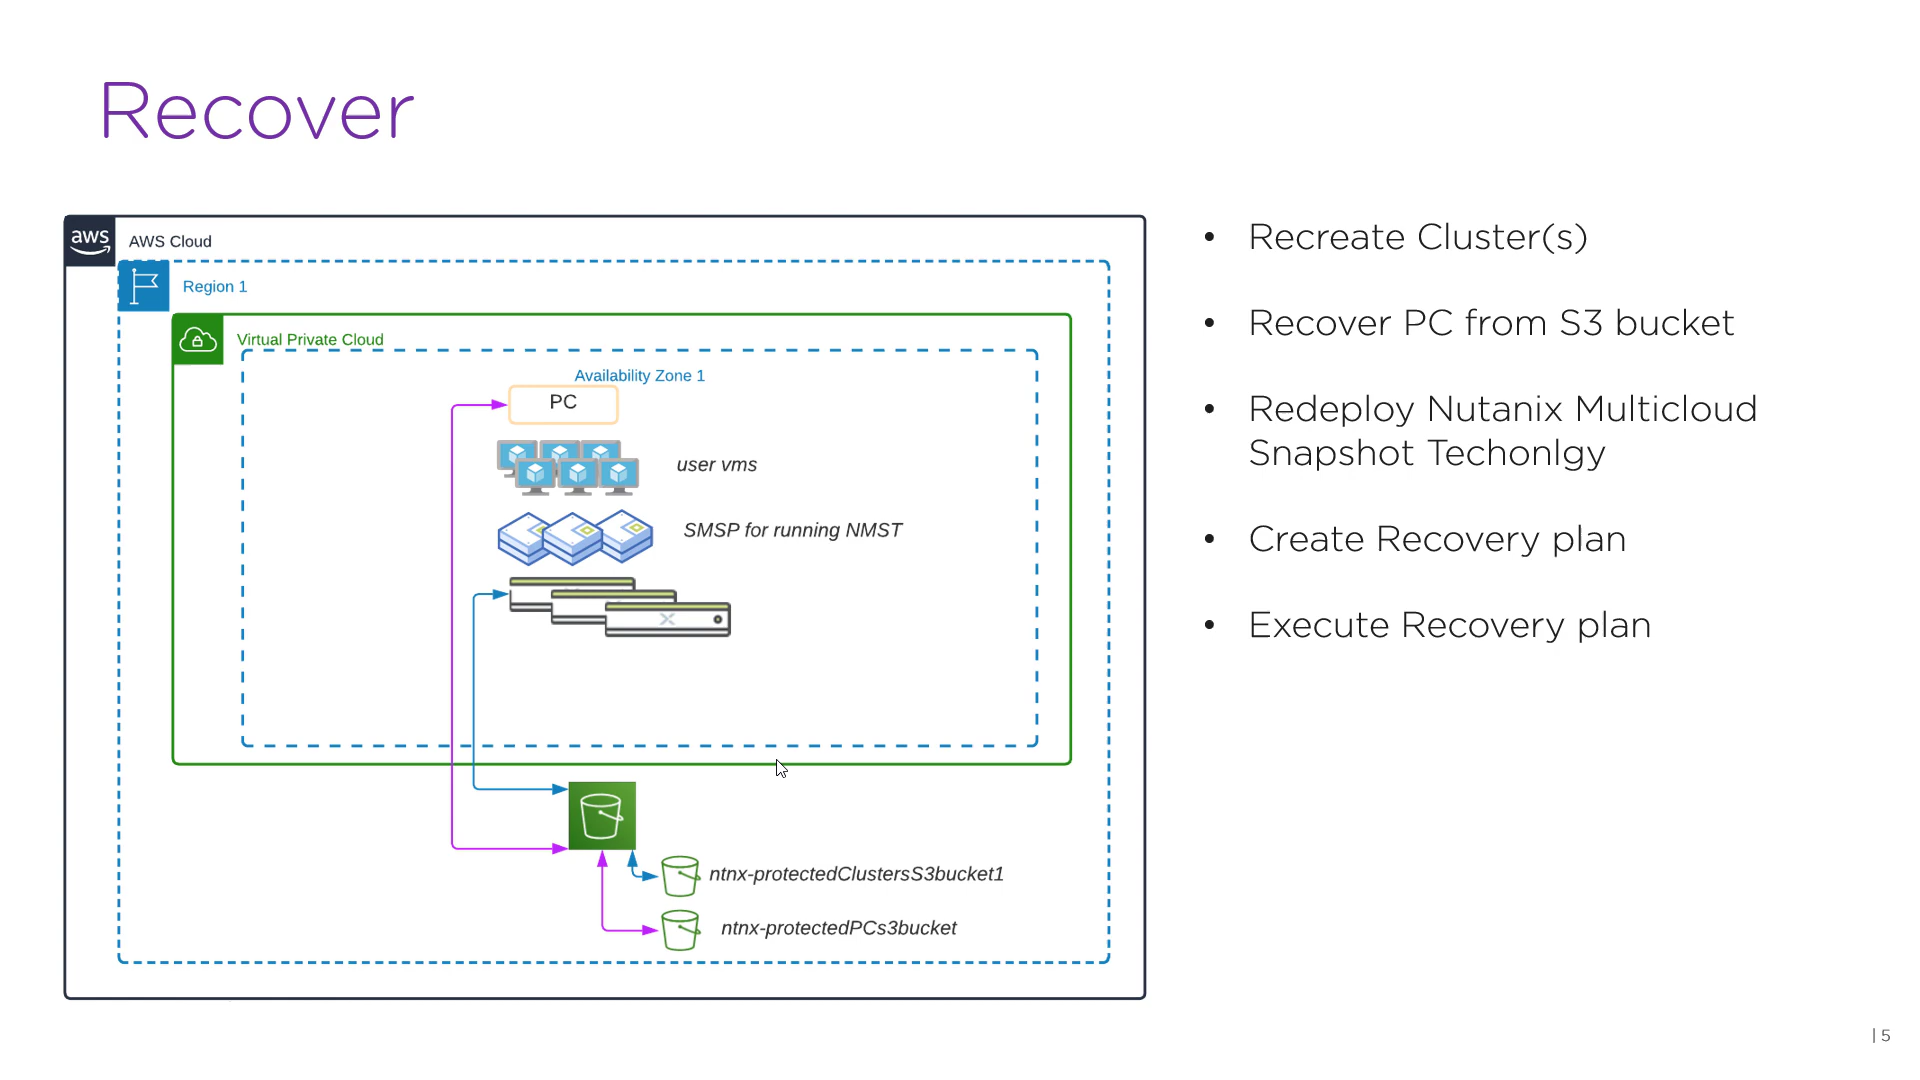 Recover
aws
AWS Cloud
Region 1
Virtual Private Cloud
Availability Zone 1
PC
user vms
SMSP for running NMST
ntnx-protectedClustersS3bucket1
ntnx-protectedPCs3bucket
• Recreate Cluster(s)
• Recover PC from S3 bucket
• Redeploy Nutanix Multicloud
Snapshot Techonlgy
• Create Recovery plan
• Execute Recovery plan
| 5